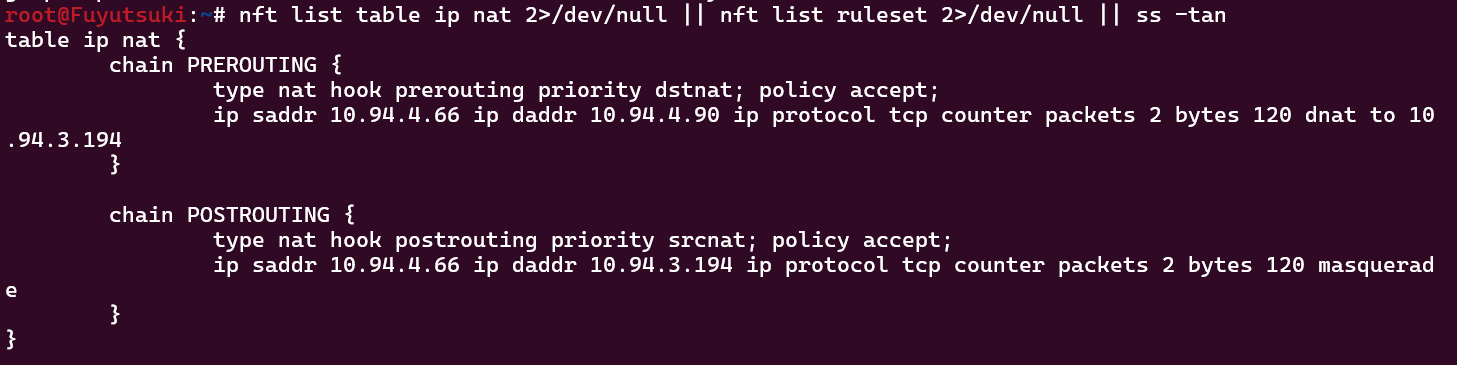 root@Fuyutsuki:~# nft list table ip nat 2>/dev/null || nft list ruleset 2>/dev/null || ss -tan
table ip nat {
        chain PREROUTING {
                type nat hook prerouting priority dstnat; policy accept;
                ip saddr 10.94.4.66 ip daddr 10.94.4.90 ip protocol tcp counter packets 2 bytes 120 dnat to 10
.94.3.194
        }

        chain POSTROUTING {
                type nat hook postrouting priority srcnat; policy accept;
                ip saddr 10.94.4.66 ip daddr 10.94.3.194 ip protocol tcp counter packets 2 bytes 120 masquerad
e
        }
}